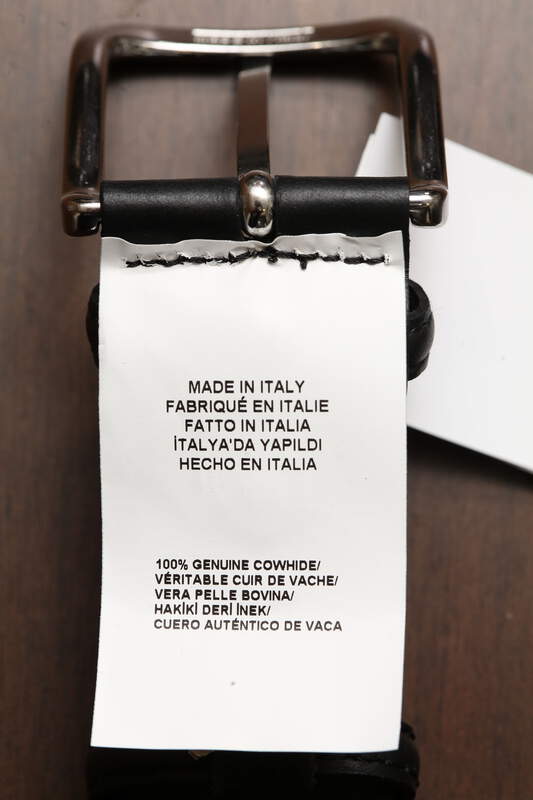 MADE IN ITALY
FABRIQUÉ EN ITALIE
FATTO IN ITALIA
İTALYA'DA YAPILDI
HECHO EN ITALIA
100% GENUINE COWHIDE/
VÉRITABLE CUIR DE VACHE/
VERA PELLE BOVINA/
HAKİKİ DERİ İNEK/
CUERO AUTÉNTICO DE VACA